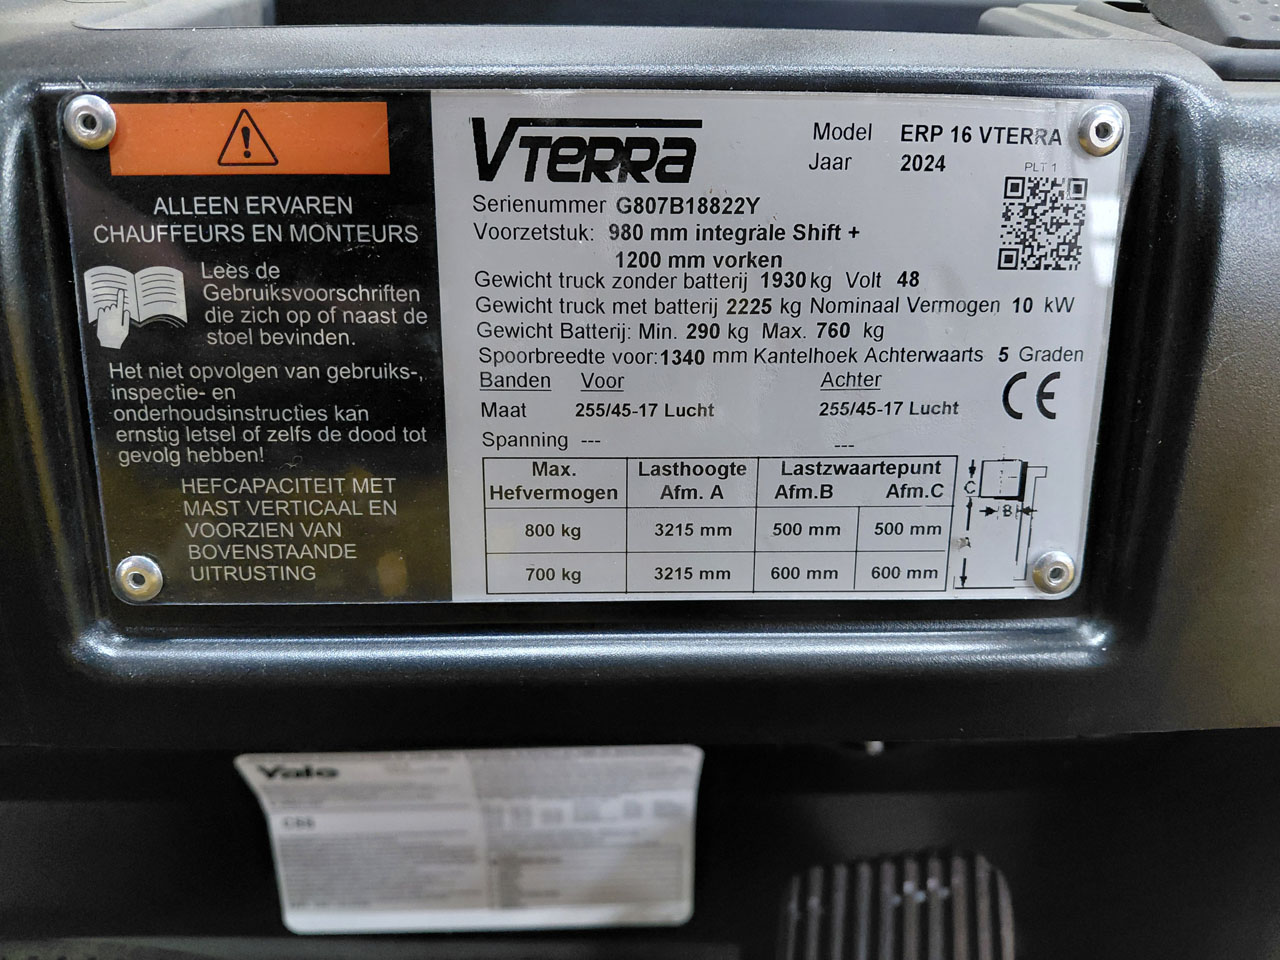 ALLEEN ERVAREN
CHAUFFEURS EN MONTEURS
Lees de
Gebruiksvoorschriften
die zich op of naast de
stoel bevinden.
Het niet opvolgen van gebruiks-,
inspectie- en
onderhoudsinstructies kan
ernstig letsel of zelfs de dood tot
gevolg hebben!
HEFCAPACITEIT MET
MAST VERTICAAL EN
VOORZIEN VAN
BOVENSTAANDE
UITRUSTING
VTERRA
Model ERP 16 VTERRA
Jaar 2024
PLT 1
Serienummer G807B18822Y
Voorzetstuk: 980 mm integrale Shift +
1200 mm vorken
Gewicht truck zonder batterij 1930 kg Volt 48
Gewicht truck met batterij 2225 kg Nominaal Vermogen 10 kW
Gewicht Batterij: Min. 290 kg Max. 760 kg
Spoorbreedte voor: 1340 mm Kantelhoek Achterwaarts 5 Graden
Banden Voor Achter
Maat 255/45-17 Lucht 255/45-17 Lucht
CE
Spanning --- ---
Max. Lasthoogte Lastzwaartepunt
Hefvermogen Afm. A Afm.B Afm.C
800 kg 3215 mm 500 mm 500 mm
700 kg 3215 mm 600 mm 600 mm
C
B
A
Yale